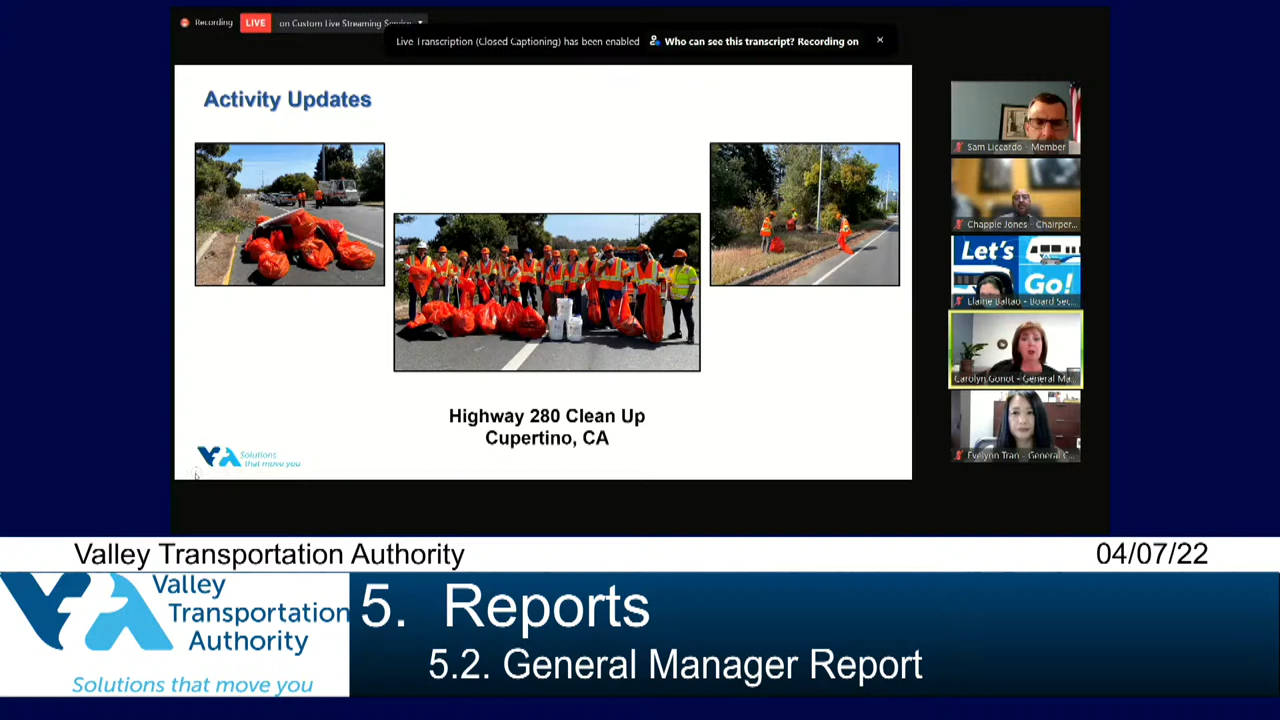 Recording LIVE on Custom Live Streaming Service
Live Transcription (Closed Captioning) has been enabled Who can see this transcript? Recording on
Activity Updates
Highway 280 Clean Up
Cupertino, CA
VTA Solutions
that move you
Sam Liccardo - Member
Chappie Jones - Chairper...
Let's
Go!
Elaine Baltao - Board Sec...
Carolyn Gonot - General Ma...
Evelynn Tran - General C...
Valley Transportation Authority 04/07/22
VTA Valley
Transportation
Authority
Solutions that move you
5. Reports
5.2. General Manager Report